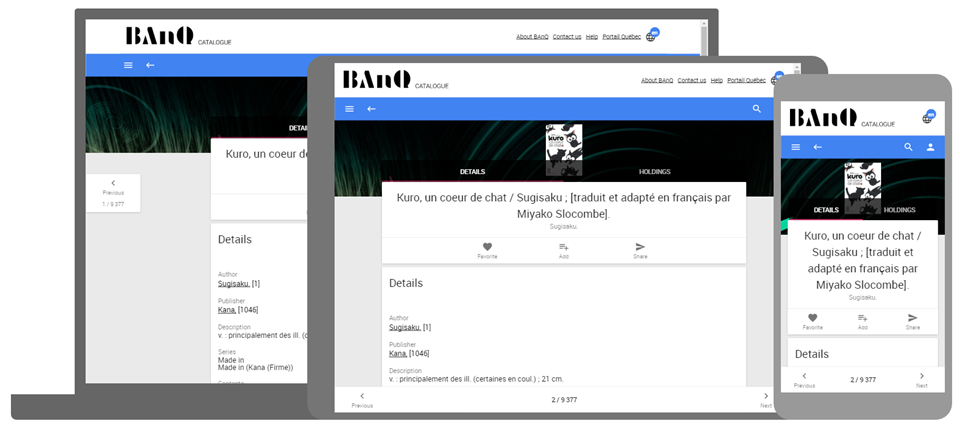 BAnQ CATALOGUE
About BAnQ Contact us Help Portail Québec en
DETAI
Kuro, un coeur d
Previous
1 / 9 377
Details
Author
Sugisaku, [1]
Publisher
Kana, [1046]
Description
v. : principalement des ill. (c
Series
Made in
Made in (Kana (Firme))
BAnQ CATALOGUE
About BAnQ Contact us Help Portail Québec
kuro
DETAILS HOLDINGS
Kuro, un coeur de chat / Sugisaku ; [traduit et adapté en français par
Miyako Slocombe].
Sugisaku.
Favorite Add Share
Details
Author
Sugisaku, [1]
Publisher
Kana, [1046]
Description
v. : principalement des ill. (certaines en coul.) ; 21 cm.
Previous 2 / 9 377 Next
BAnQ CATALOGUE en
kuro
DETAILS HOLDINGS
Kuro, un coeur de chat /
Sugisaku ; [traduit et
adapté en français par
Miyako Slocombe].
Sugisaku.
Favorite Add Share
Details
Previous 2 / 9 377 Next